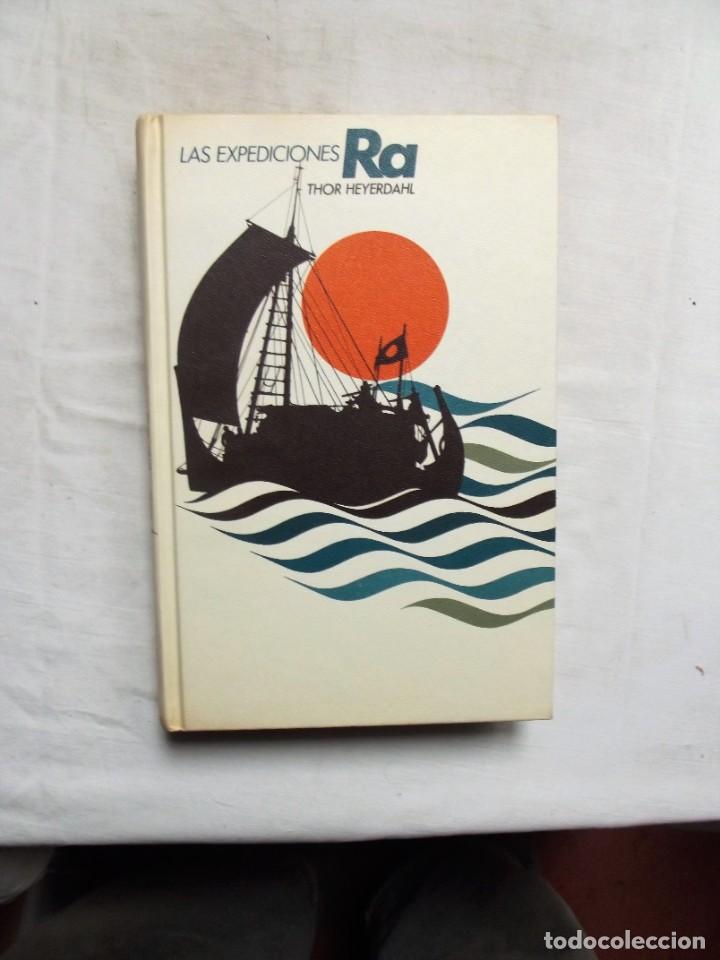 LAS EXPEDICIONES Ra
THOR HEYERDAHL
todocoleccion